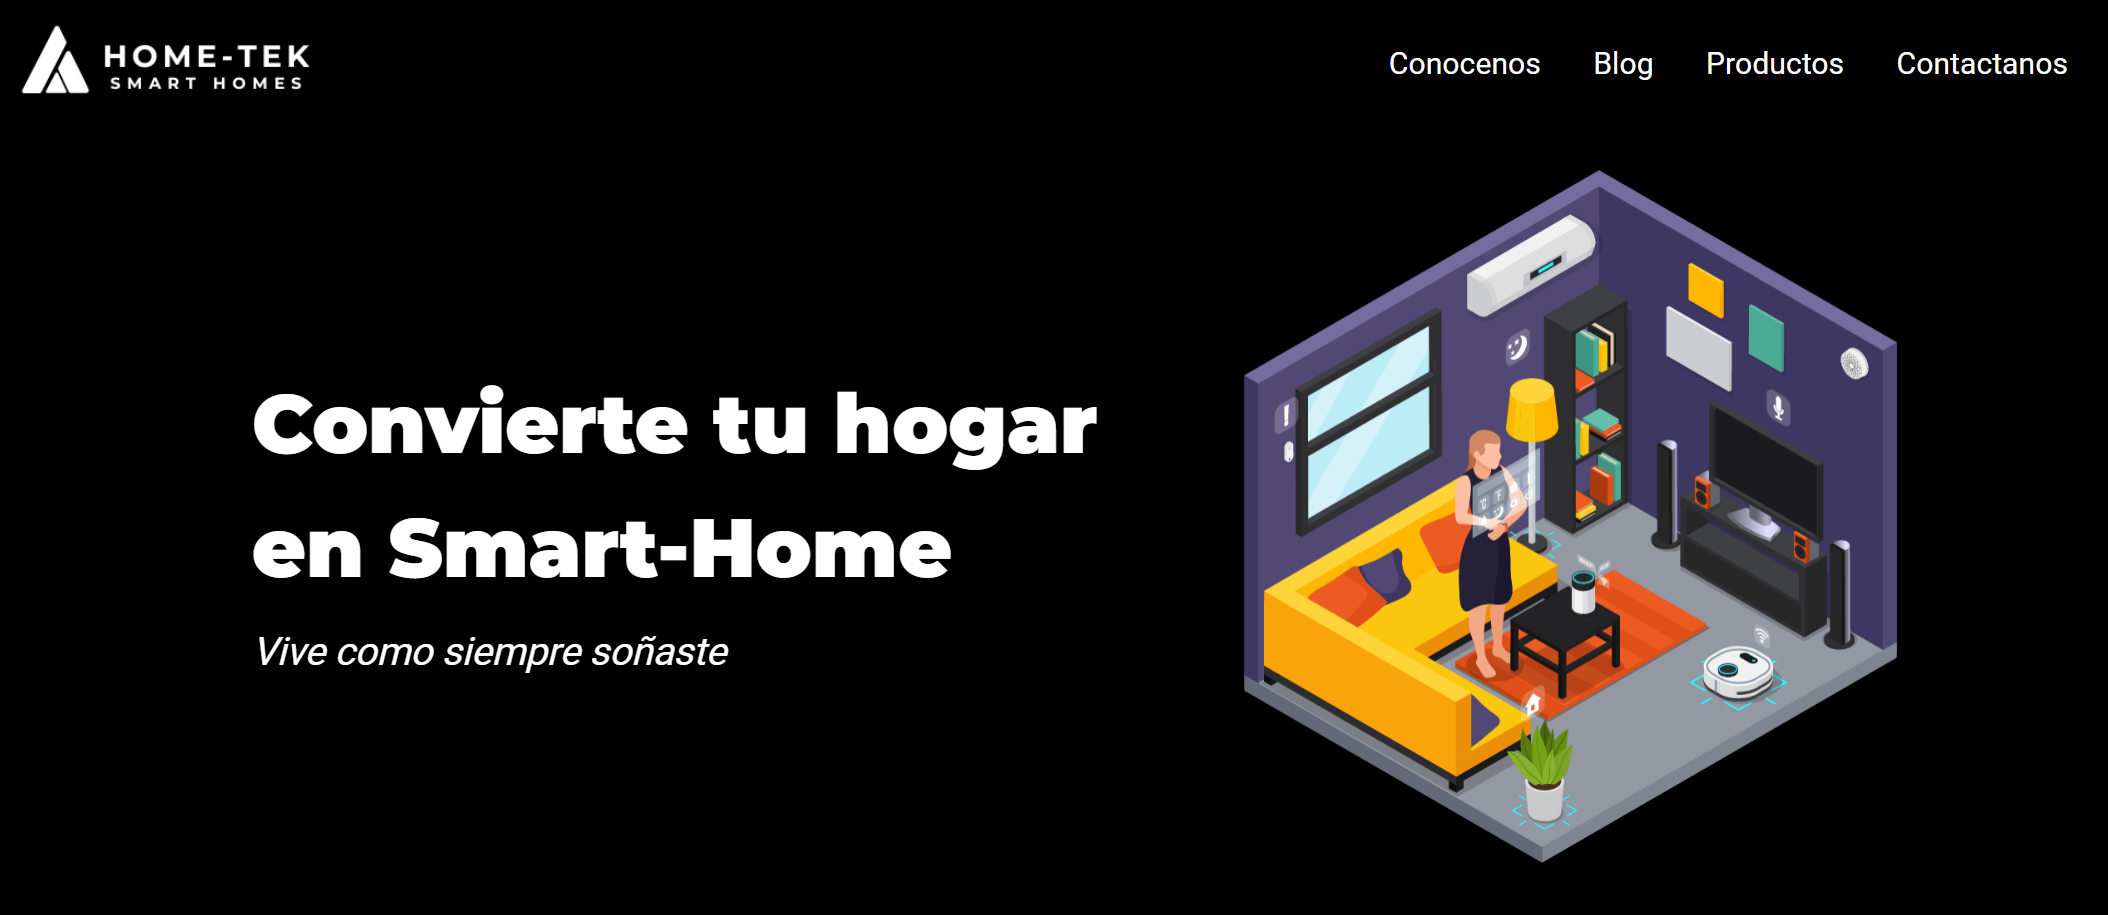 HOME-TEK
SMART HOMES
Conocenos Blog Productos Contactanos
Convierte tu hogar
en Smart-Home
Vive como siempre soñaste